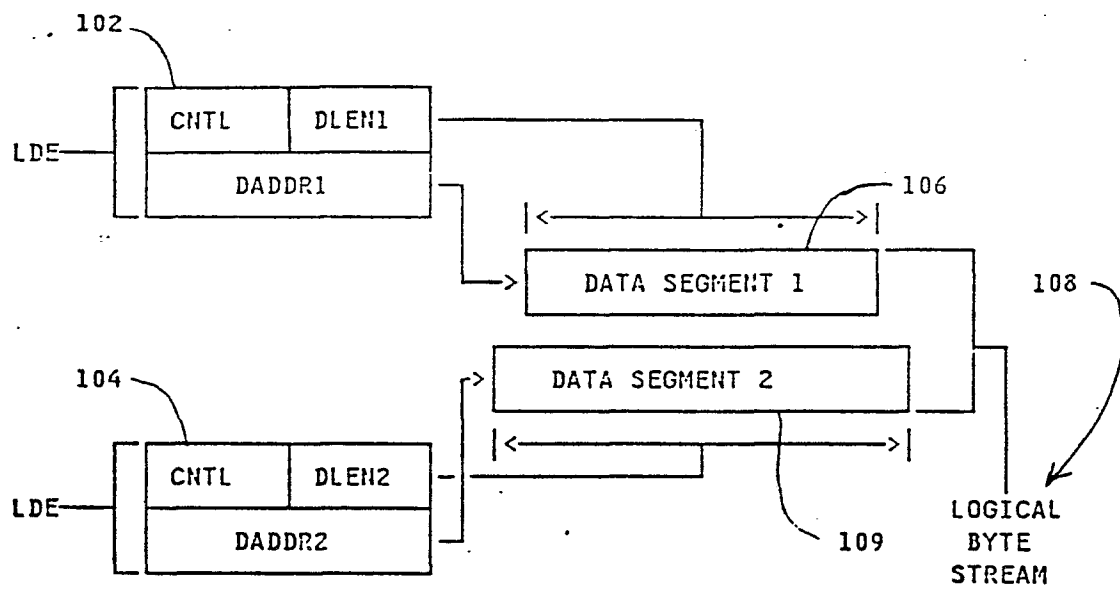 102
CNTL DLEN1
LDE
DADDR1
106
DATA SEGMENT 1
108
DATA SEGMENT 2
104
CNTL DLEN2
LDE
DADDR2
109
LOGICAL
BYTE
STREAM